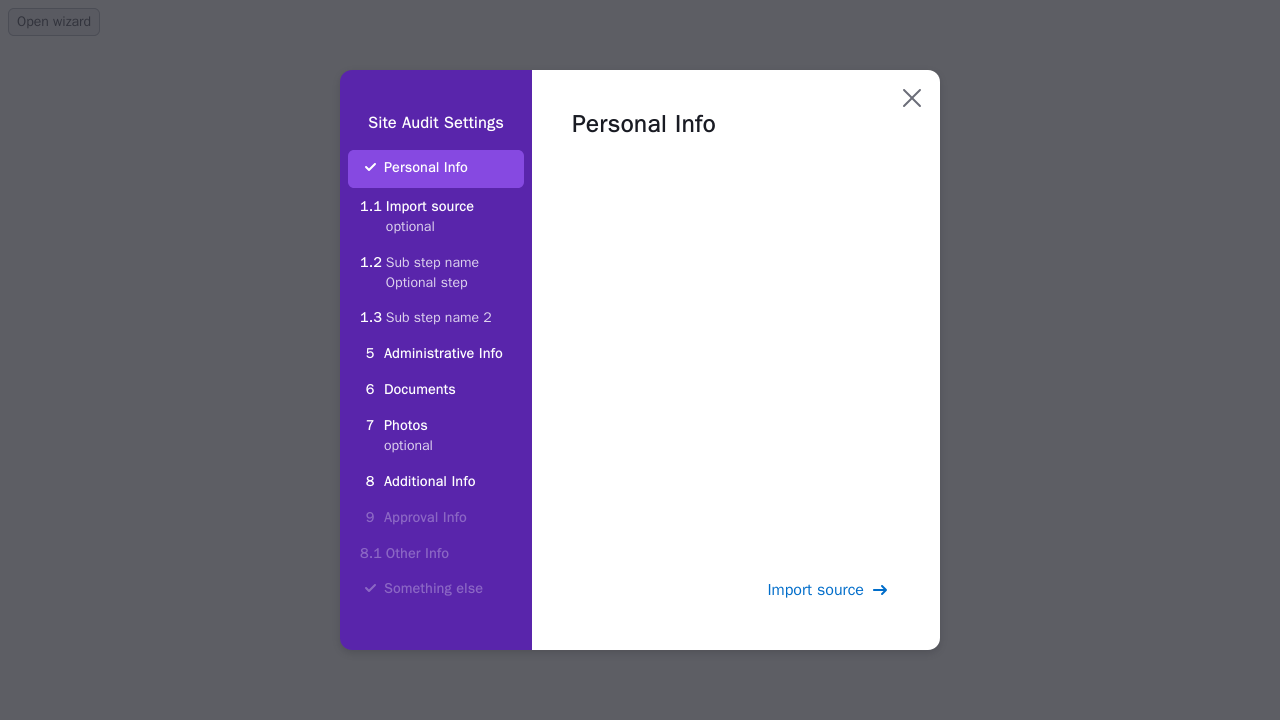 Open wizard
Site Audit Settings
Personal Info
1.1 Import source
optional
1.2 Sub step name
Optional step
1.3 Sub step name 2
5 Administrative Info
6 Documents
7 Photos
optional
8 Additional Info
9 Approval Info
8.1 Other Info
Something else
Personal Info
Import source